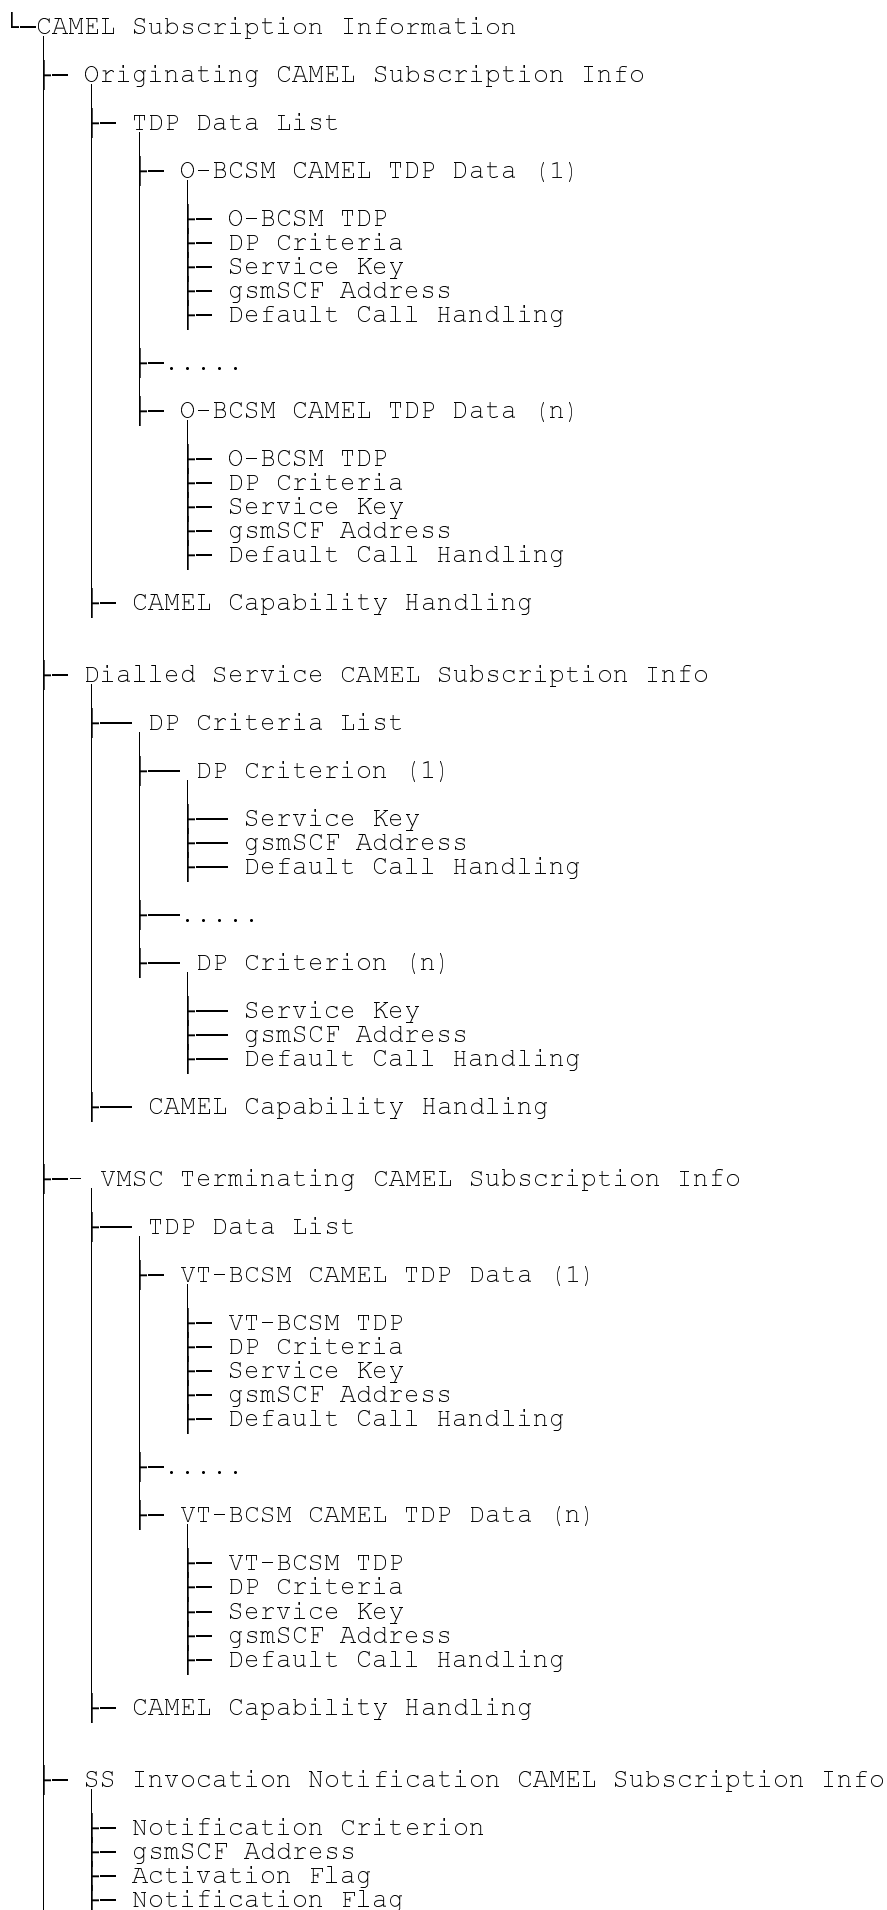 CAMEL Subscription Information
Originating CAMEL Subscription Info
TDP Data List
O-BCSM CAMEL TDP Data (1)
O-BCSM TDP
DP Criteria
Service Key
gsmSCF Address
Default Call Handling
.....
O-BCSM CAMEL TDP Data (n)
O-BCSM TDP
DP Criteria
Service Key
gsmSCF Address
Default Call Handling
CAMEL Capability Handling
Dialled Service CAMEL Subscription Info
DP Criteria List
DP Criterion (1)
Service Key
gsmSCF Address
Default Call Handling
.....
DP Criterion (n)
Service Key
gsmSCF Address
Default Call Handling
CAMEL Capability Handling
VMSC Terminating CAMEL Subscription Info
TDP Data List
VT-BCSM CAMEL TDP Data (1)
VT-BCSM TDP
DP Criteria
Service Key
gsmSCF Address
Default Call Handling
.....
VT-BCSM CAMEL TDP Data (n)
VT-BCSM TDP
DP Criteria
Service Key
gsmSCF Address
Default Call Handling
CAMEL Capability Handling
SS Invocation Notification CAMEL Subscription Info
Notification Criterion
gsmSCF Address
Activation Flag
Notification Flag